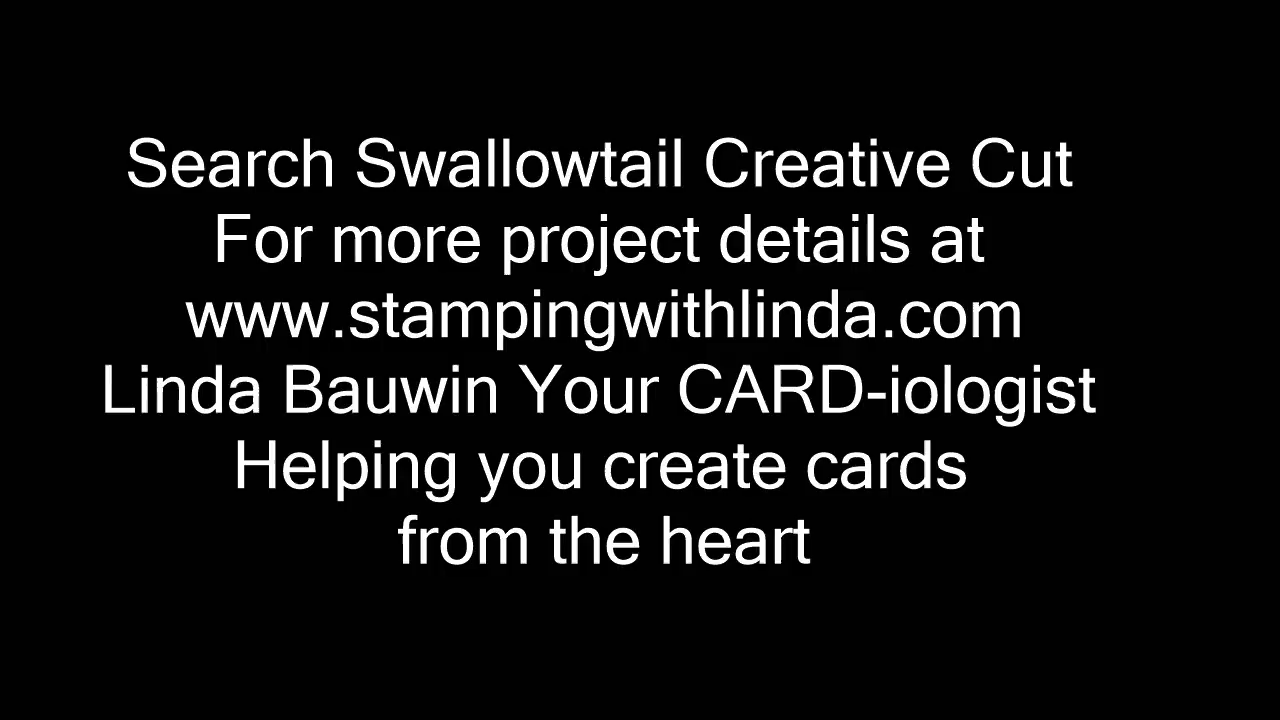 Search Swallowtail Creative Cut
For more project details at
www.stampingwithlinda.com
Linda Bauwin Your CARD-iologist
Helping you create cards
from the heart